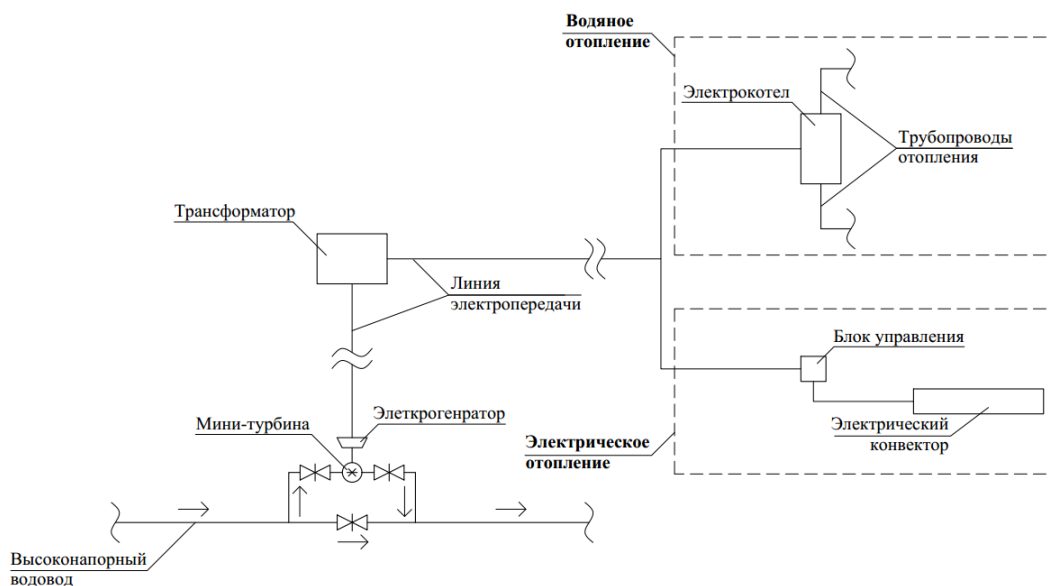 Водяное
отопление
Электрокотел
Трубопроводы
отопления
Трансформатор
Линия
электропередачи
Блок управления
Мини-турбина
Элеткрогенратор
Электрический
конвектор
Электрическое
отопление
Высоконапорный
водовод